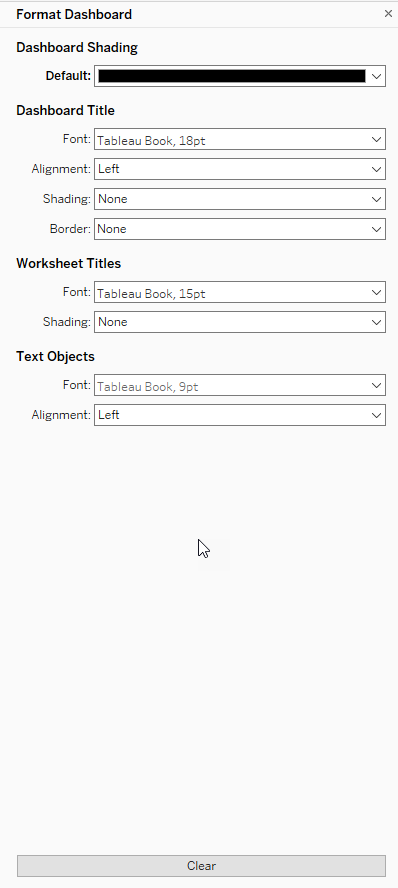 Format Dashboard
Dashboard Shading
Default:
Dashboard Title
Font: Tableau Book, 18pt
Alignment: Left
Shading: None
Border: None
Worksheet Titles
Font: Tableau Book, 15pt
Shading: None
Text Objects
Font: Tableau Book, 9pt
Alignment: Left
Clear